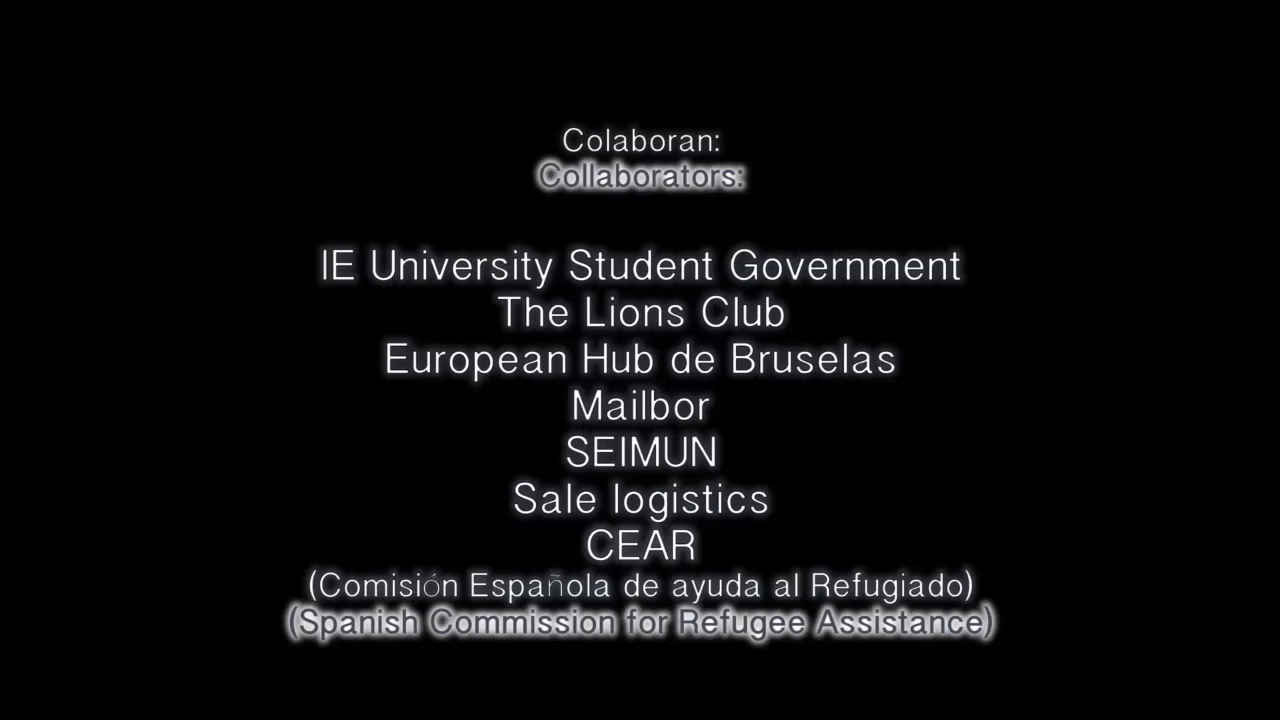 Colaboran:
Collaborators:
IE University Student Government
The Lions Club
European Hub de Bruselas
Mailbor
SEIMUN
Sale logistics
CEAR
(Comisión Española de ayuda al Refugiado)
(Spanish Commission for Refugee Assistance)